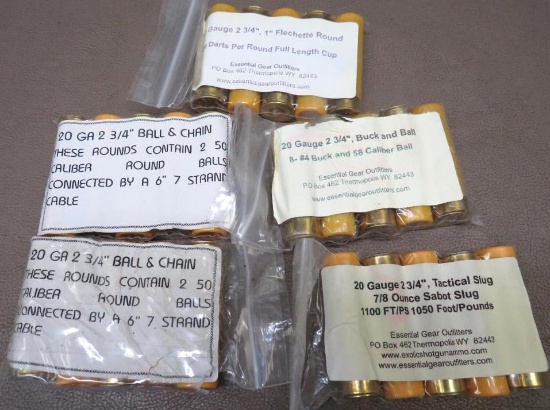 Gauge 2 3/4", 1" Flechette Round
Darts Per Round Full Length Cup
Essential Gear Outfitters
PO Box 462 Thermopolis WY 82443
www.essentialgearoutfitters.com
20 GA 2 3/4" BALL & CHAIN
THESE ROUNDS CONTAIN 2 50
CALIBER ROUND BALLS
CONNECTED BY A 6" 7 STRAND
CABLE
20 Gauge 2 3/4", Buck and Ball
8- #4 Buck and 58 Caliber Ball
Essential Gear Outfitters
PO Box 462 Thermopolis WY 82443
www.essentialgearoutfitters.com
20 GA 2 3/4" BALL & CHAIN
THESE ROUNDS CONTAIN 2 50
CALIBER ROUND BALLS
CONNECTED BY A 6" 7 STRAND
CABLE
20 Gauge 2 3/4", Tactical Slug
7/8 Ounce Sabot Slug
1100 FT/PS 1050 Foot/Pounds
Essential Gear Outfitters
PO Box 462 Thermopolis WY 82443
www.exoticshotgunammo.com
www.essentialgearoutfitters.com